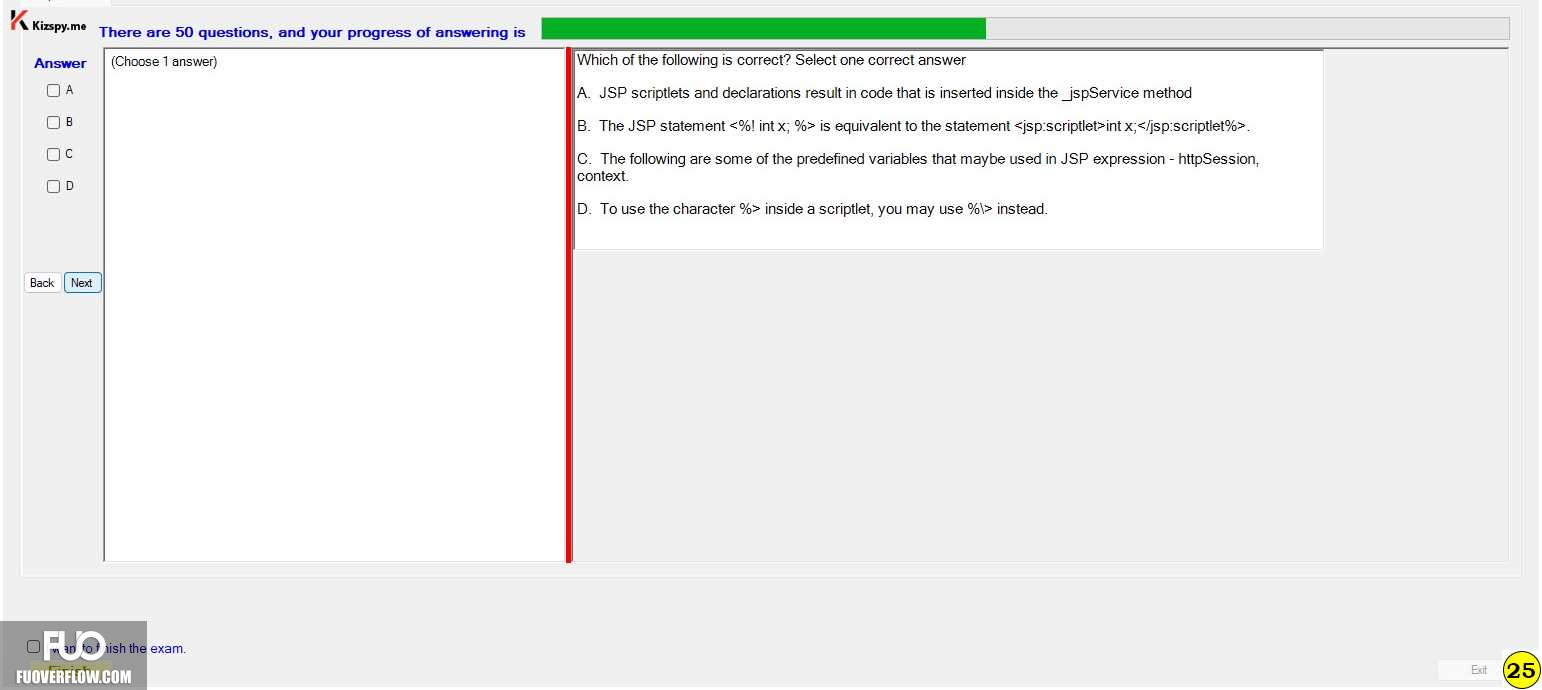 Kizspy.me
There are 50 questions, and your progress of answering is
Answer
(Choose 1 answer)
A
B
C
D
Back
Next
Which of the following is correct? Select one correct answer
A.  JSP scriptlets and declarations result in code that is inserted inside the _jspService method
B.  The JSP statement <%! int x; %> is equivalent to the statement <jsp:scriptlet>int x;</jsp:scriptlet%>.
C.  The following are some of the predefined variables that maybe used in JSP expression - httpSession,
context.
D.  To use the character %> inside a scriptlet, you may use %\> instead.
I want to finish the exam.
Finish
FUO
FUOVERFLOW.COM
Exit
25